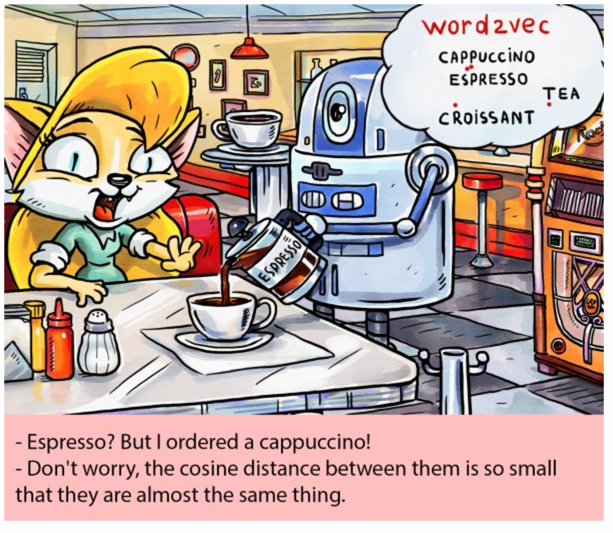 word2vec
CAPPUCCINO
ESPRESSO
TEA
CROISSANT
ESPRESSO
- Espresso? But I ordered a cappuccino!
- Don't worry, the cosine distance between them is so small
that they are almost the same thing.